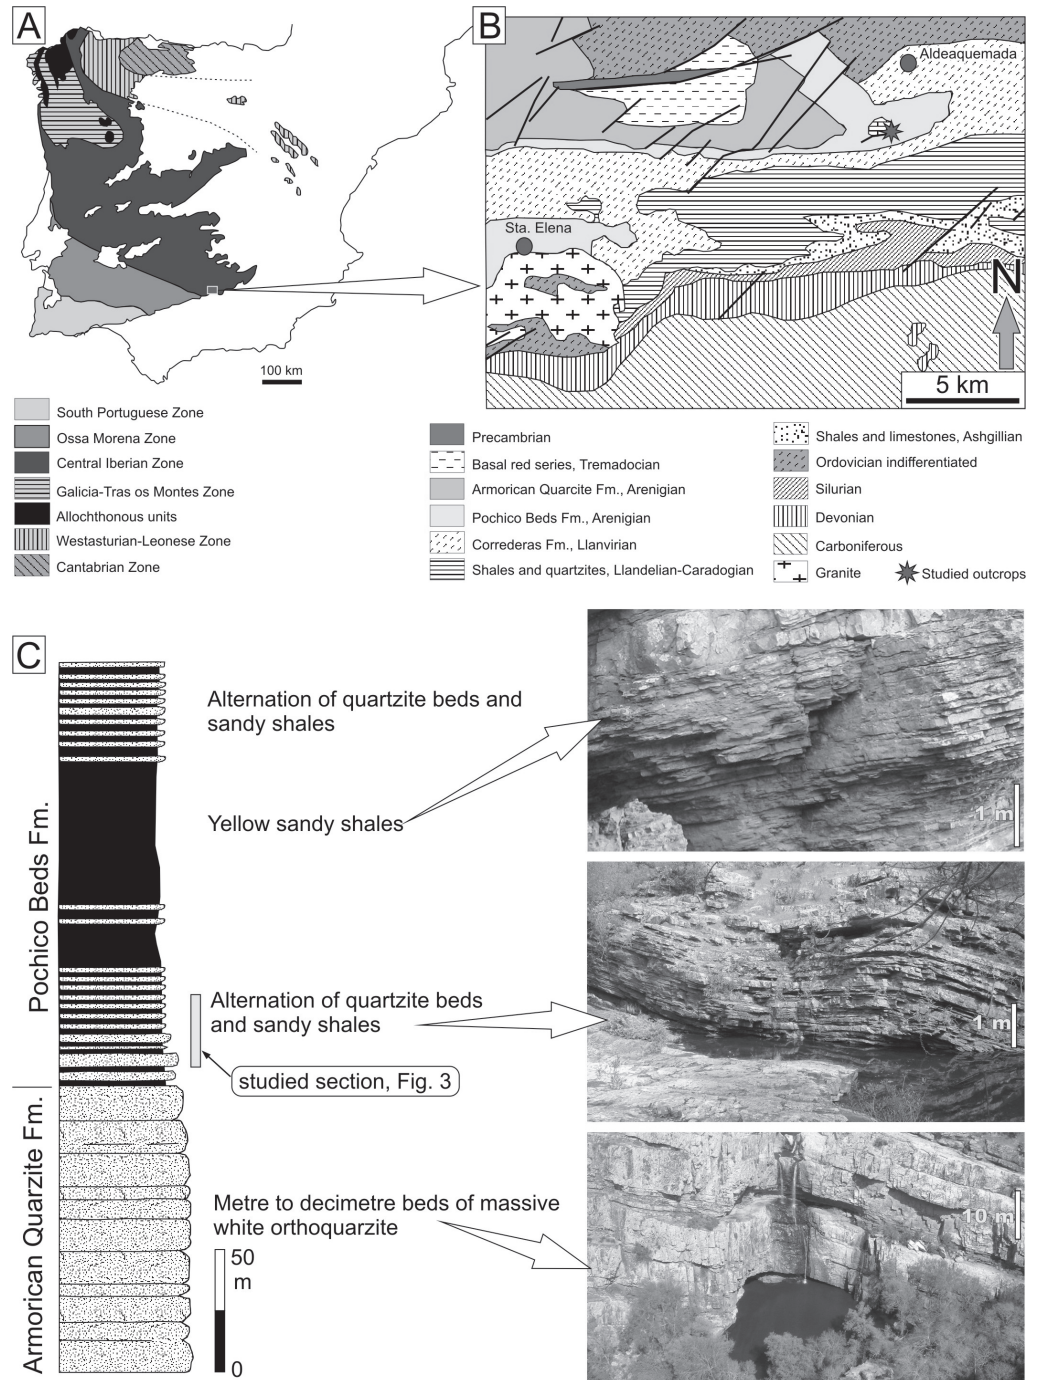 A
B
Aldeaquemada
Sta. Elena
N
5 km
100 km
South Portuguese Zone
Ossa Morena Zone
Central Iberian Zone
Galicia-Tras os Montes Zone
Allochthonous units
Westasturian-Leonese Zone
Cantabrian Zone
Precambrian
Basal red series, Tremadocian
Armorican Quarcite Fm., Arenigian
Pochico Beds Fm., Arenigian
Correderas Fm., Llanvirian
Shales and quartzites, Llandelian-Caradogian
Shales and limestones, Ashgillian
Ordovician indifferentiated
Silurian
Devonian
Carboniferous
Granite
Studied outcrops
C
Pochico Beds Fm.
Armorican Quarzite Fm.
Alternation of quartzite beds and
sandy shales
Yellow sandy shales
Alternation of quartzite beds
and sandy shales
studied section, Fig. 3
Metre to decimetre beds of massive
white orthoquarzite
50
m
0
1 m
1 m
10 m